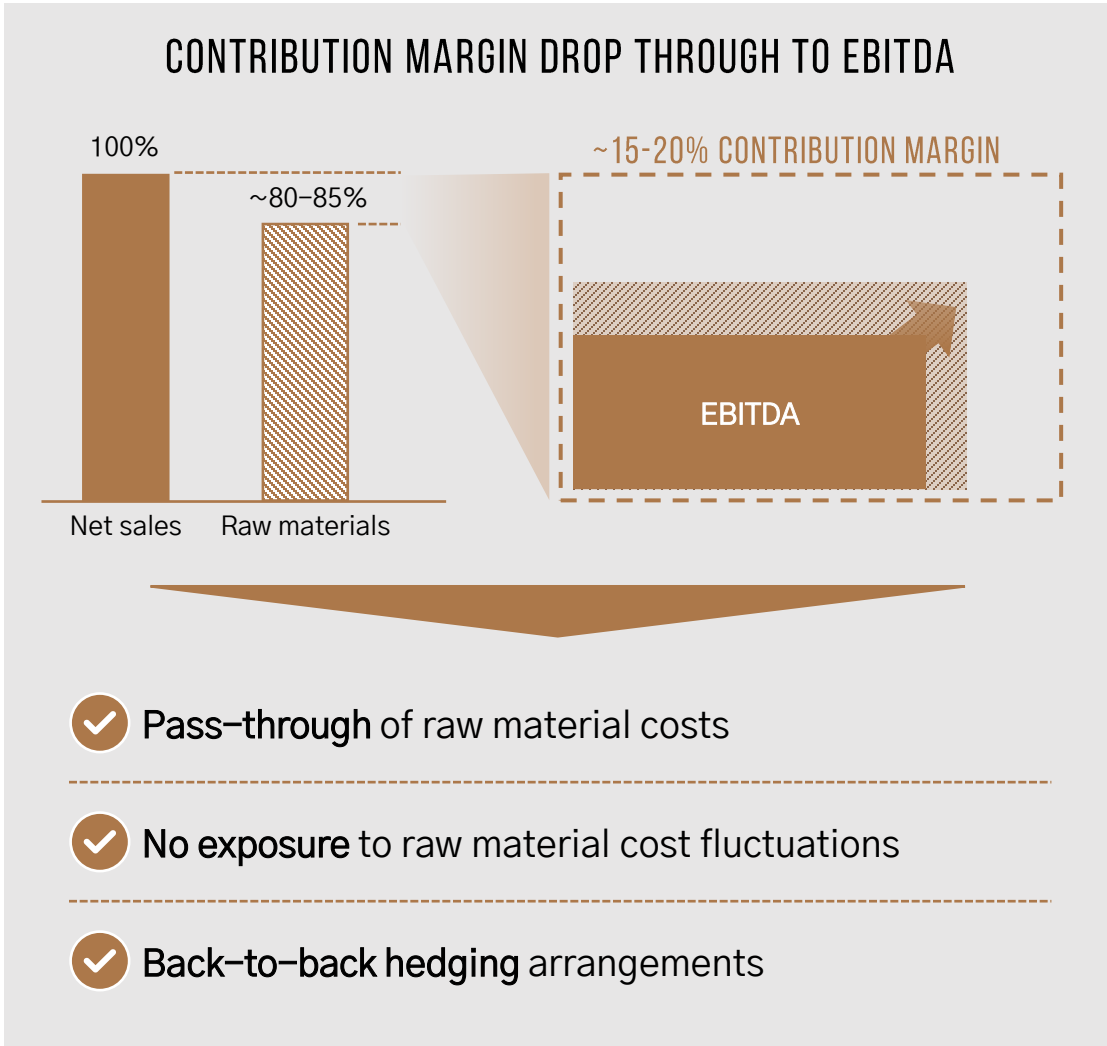 CONTRIBUTION MARGIN DROP THROUGH TO EBITDA
100%
~80–85%
~15-20% CONTRIBUTION MARGIN
EBITDA
Net sales
Raw materials
Pass–through of raw material costs
No exposure to raw material cost fluctuations
Back–to–back hedging arrangements